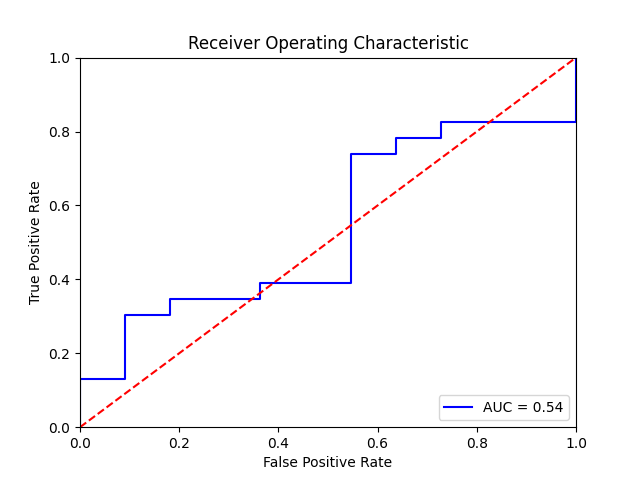 Receiver Operating Characteristic
1.0
0.8
0.6
0.4
0.2
0.0
True Positive Rate
AUC = 0.54
0.0 0.2 0.4 0.6 0.8 1.0
False Positive Rate